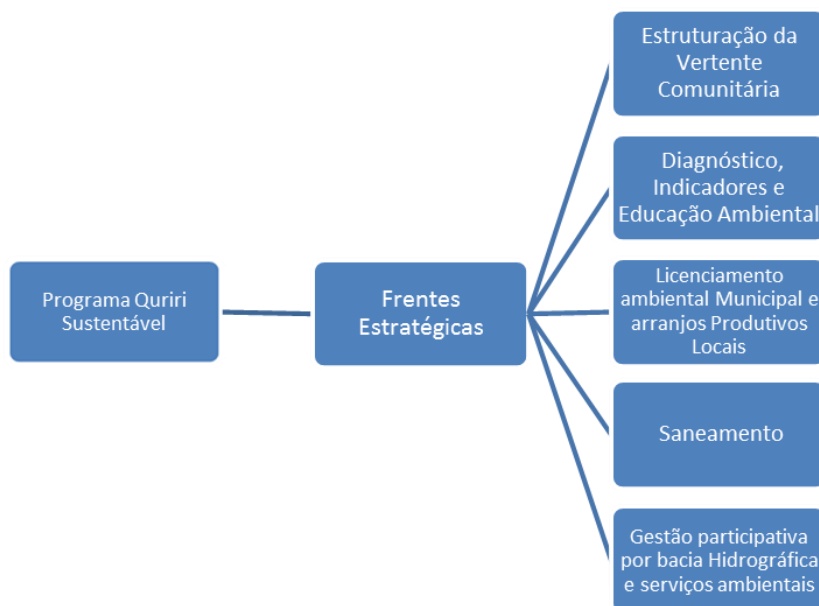 Programa Quriri
Sustentável
Frentes
Estratégicas
Estruturação da
Vertente
Comunitária
Diagnóstico,
Indicadores e
Educação Ambiental
Licenciamento
ambiental Municipal e
arranjos Produtivos
Locais
Saneamento
Gestão participativa
por bacia Hidrográfica
e serviços ambientais